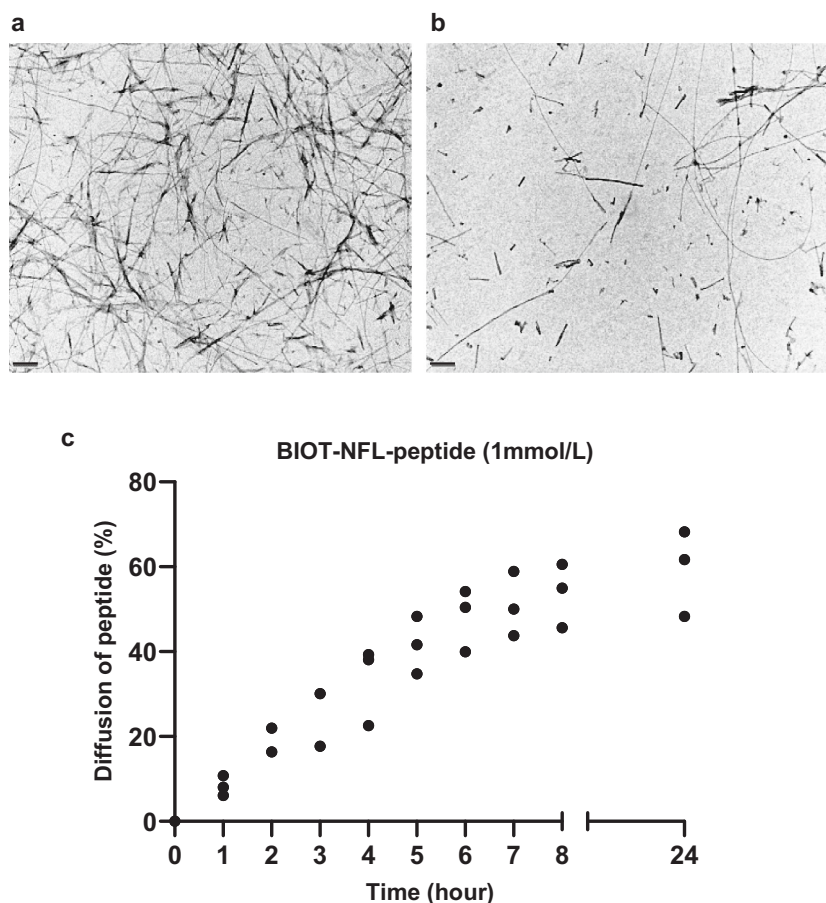 a
b
c
BIOT-NFL-peptide (1mmol/L)
Diffusion of peptide (%)
80
60
40
20
0
0 1 2 3 4 5 6 7 8 24
Time (hour)